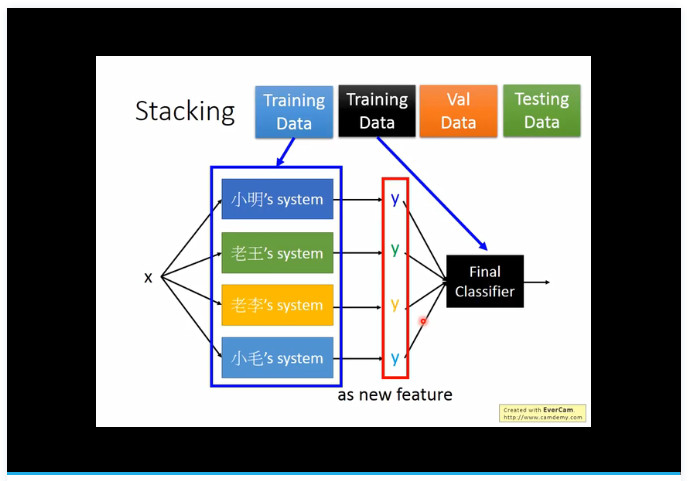 Stacking
Training
Data
Training
Data
Val
Data
Testing
Data
小明's system
老王's system
老李's system
小毛's system
x
y
y
y
y
Final
Classifier
as new feature
Created with EverCam.
http://www.camdemy.com